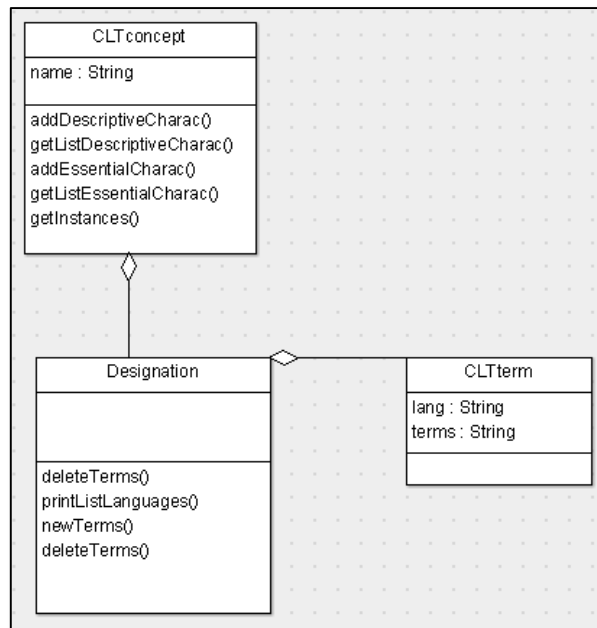 CLTconcept
name : String
addDescriptiveCharac()
getListDescriptiveCharac()
addEssentialCharac()
getListEssentialCharac()
getInstances()
Designation
deleteTerms()
printListLanguages()
newTerms()
deleteTerms()
CLTterm
lang : String
terms : String